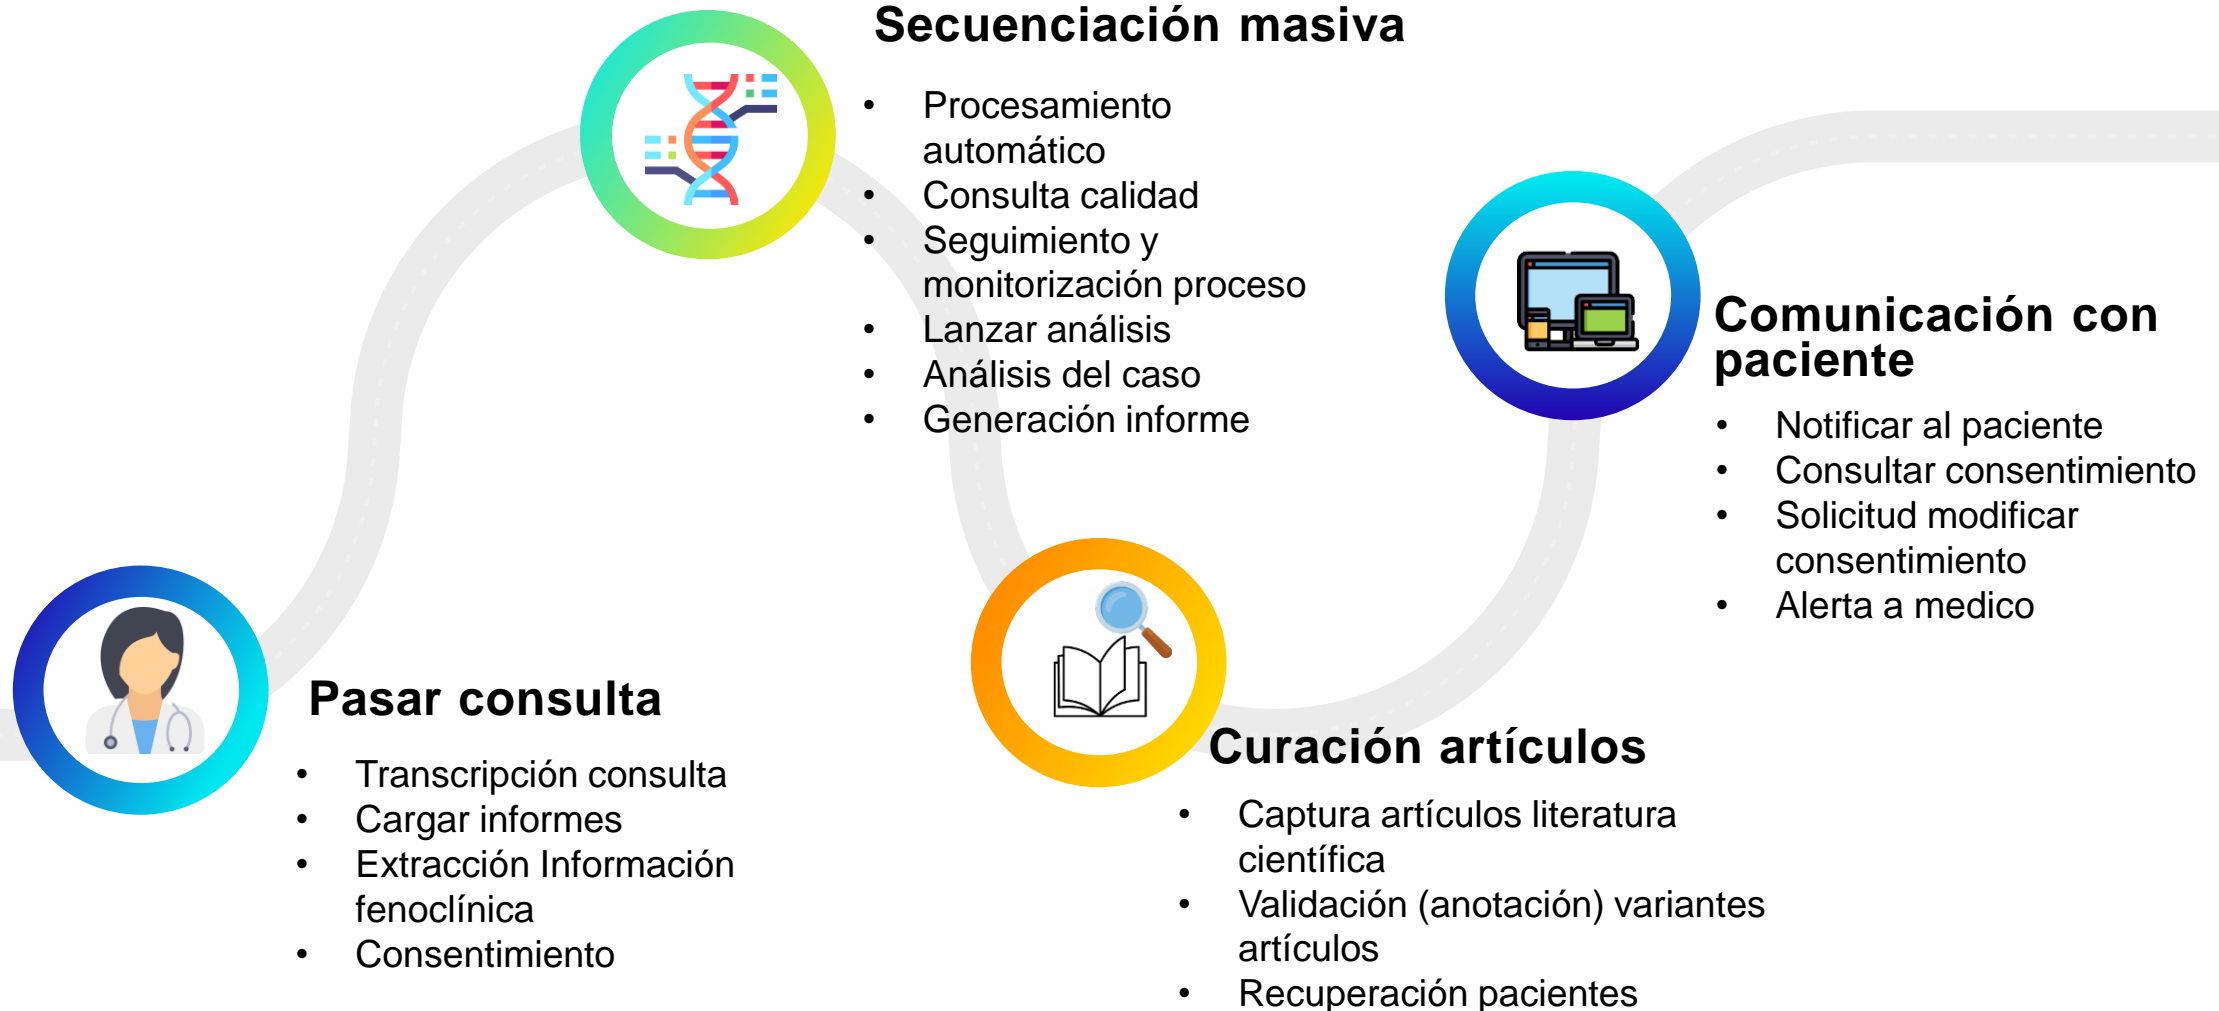 Secuenciación masiva
• Procesamiento
automático
• Consulta calidad
• Seguimiento y
monitorización proceso
• Lanzar análisis
• Análisis del caso
• Generación informe
Comunicación con
paciente
• Notificar al paciente
• Consultar consentimiento
• Solicitud modificar
consentimiento
• Alerta a medico
Pasar consulta
• Transcripción consulta
• Cargar informes
• Extracción Información
fenoclínica
• Consentimiento
Curación artículos
• Captura artículos literatura
científica
• Validación (anotación) variantes
artículos
• Recuperación pacientes